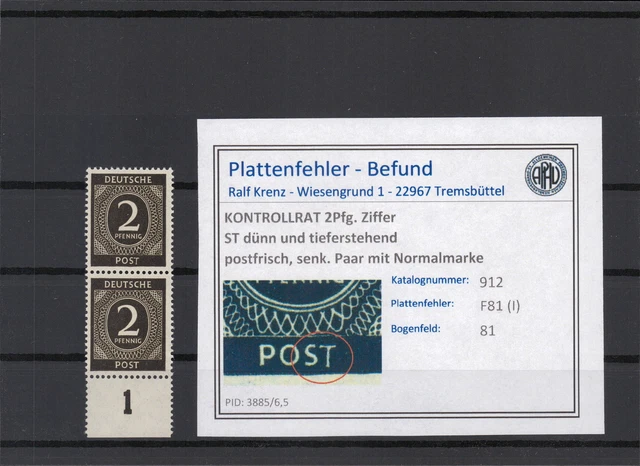 DEUTSCHE
2
PFENNIG
POST
DEUTSCHE
2
PFENNIG
POST
1
Plattenfehler - Befund
Ralf Krenz - Wiesengrund 1 - 22967 Tremsbüttel
KONTROLLRAT 2Pfg. Ziffer
ST dünn und tieferstehend
postfrisch, senk. Paar mit Normalmarke
Katalognummer: 912
Plattenfehler: F81 (I)
Bogenfeld: 81
PFENNIG
POST
PID: 3885/6,5